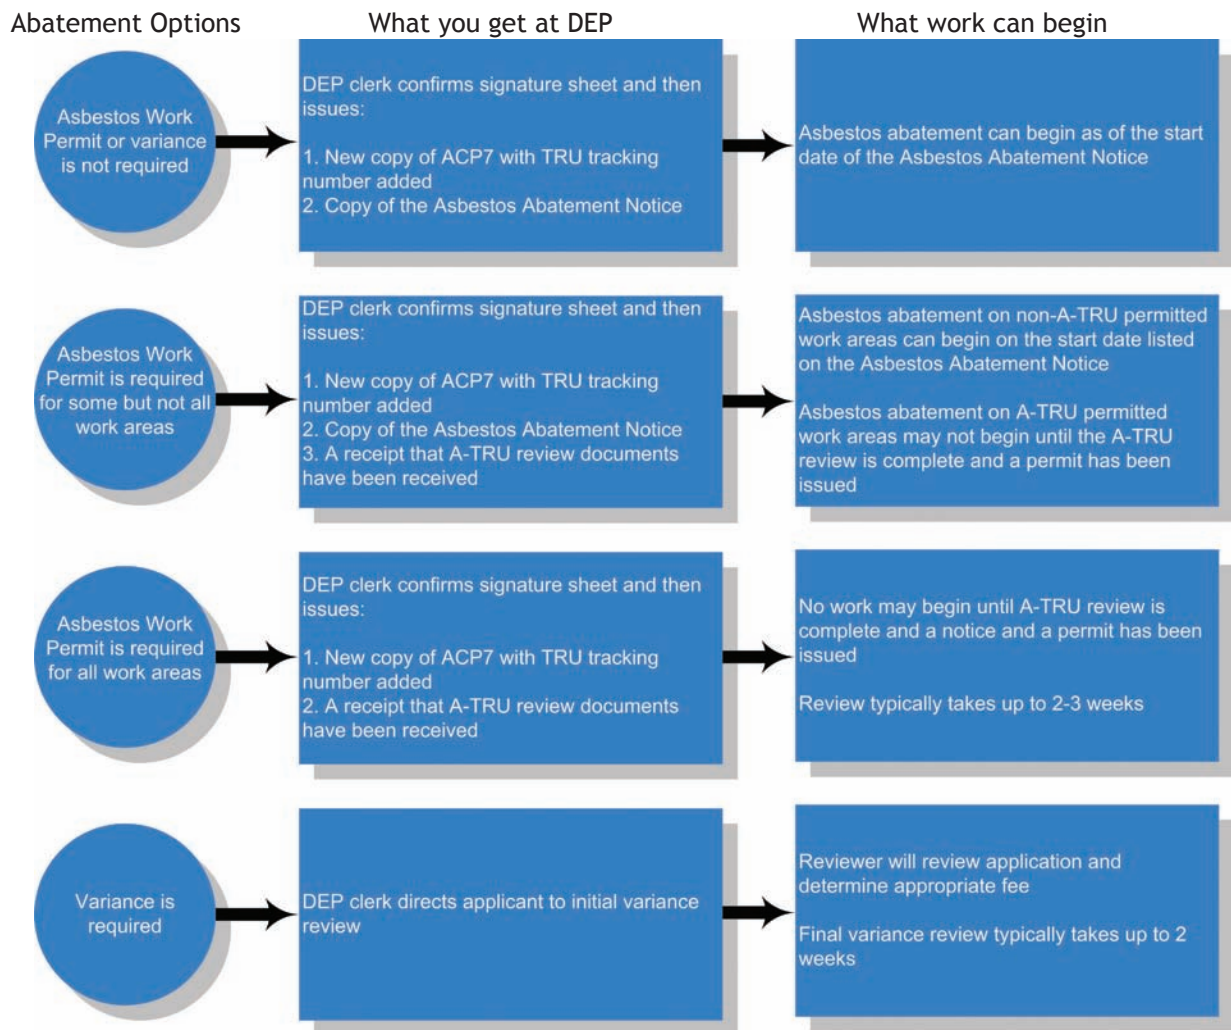 Abatement Options
What you get at DEP
What work can begin
Asbestos Work
Permit or variance
is not required
DEP clerk confirms signature sheet and then
issues:
1. New copy of ACP7 with TRU tracking
number added
2. Copy of the Asbestos Abatement Notice
Asbestos abatement can begin as of the start
date of the Asbestos Abatement Notice
Asbestos Work
Permit is required
for some but not all
work areas
DEP clerk confirms signature sheet and then
issues:
1. New copy of ACP7 with TRU tracking
number added
2. Copy of the Asbestos Abatement Notice
3. A receipt that A-TRU review documents
have been received
Asbestos abatement on non-A-TRU permitted
work areas can begin on the start date listed
on the Asbestos Abatement Notice
Asbestos abatement on A-TRU permitted
work areas may not begin until the A-TRU
review is complete and a permit has been
issued
Asbestos Work
Permit is required
for all work areas
DEP clerk confirms signature sheet and then
issues:
1. New copy of ACP7 with TRU tracking
number added
2. A receipt that A-TRU review documents
have been received
No work may begin until A-TRU review is
complete and a notice and a permit has been
issued
Review typically takes up to 2-3 weeks
Variance is
required
DEP clerk directs applicant to initial variance
review
Reviewer will review application and
determine appropriate fee
Final variance review typically takes up to 2
weeks